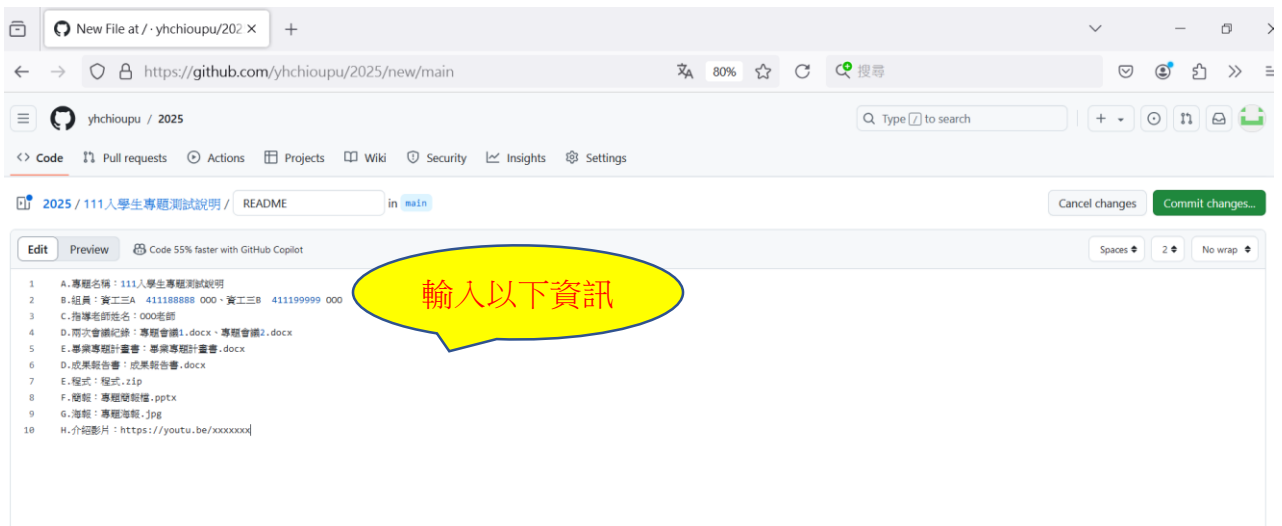 New File at / · yhchioupu/202
https://github.com/yhchioupu/2025/new/main
80%
搜尋
yhchioupu / 2025
Type / to search
Code Pull requests Actions Projects Wiki Security Insights Settings
2025 / 111入學生專題測試說明 / README in main
Cancel changes Commit changes...
Edit Preview Code 55% faster with GitHub Copilot
Spaces 2 No wrap
1 A.專題名稱：111入學生專題測試說明
2 B.組員：資工三A 411188888 OOO、資工三B 411199999 OOO
3 C.指導老師姓名：OOO老師
4 D.兩次會議紀錄：專題會議1.docx、專題會議2.docx
5 E.畢業專題計畫書：畢業專題計畫書.docx
6 D.成果報告書：成果報告書.docx
7 E.程式：程式.zip
8 F.簡報：專題簡報檔.pptx
9 G.海報：專題海報.jpg
10 H.介紹影片：https://youtu.be/xxxxxxx
輸入以下資訊